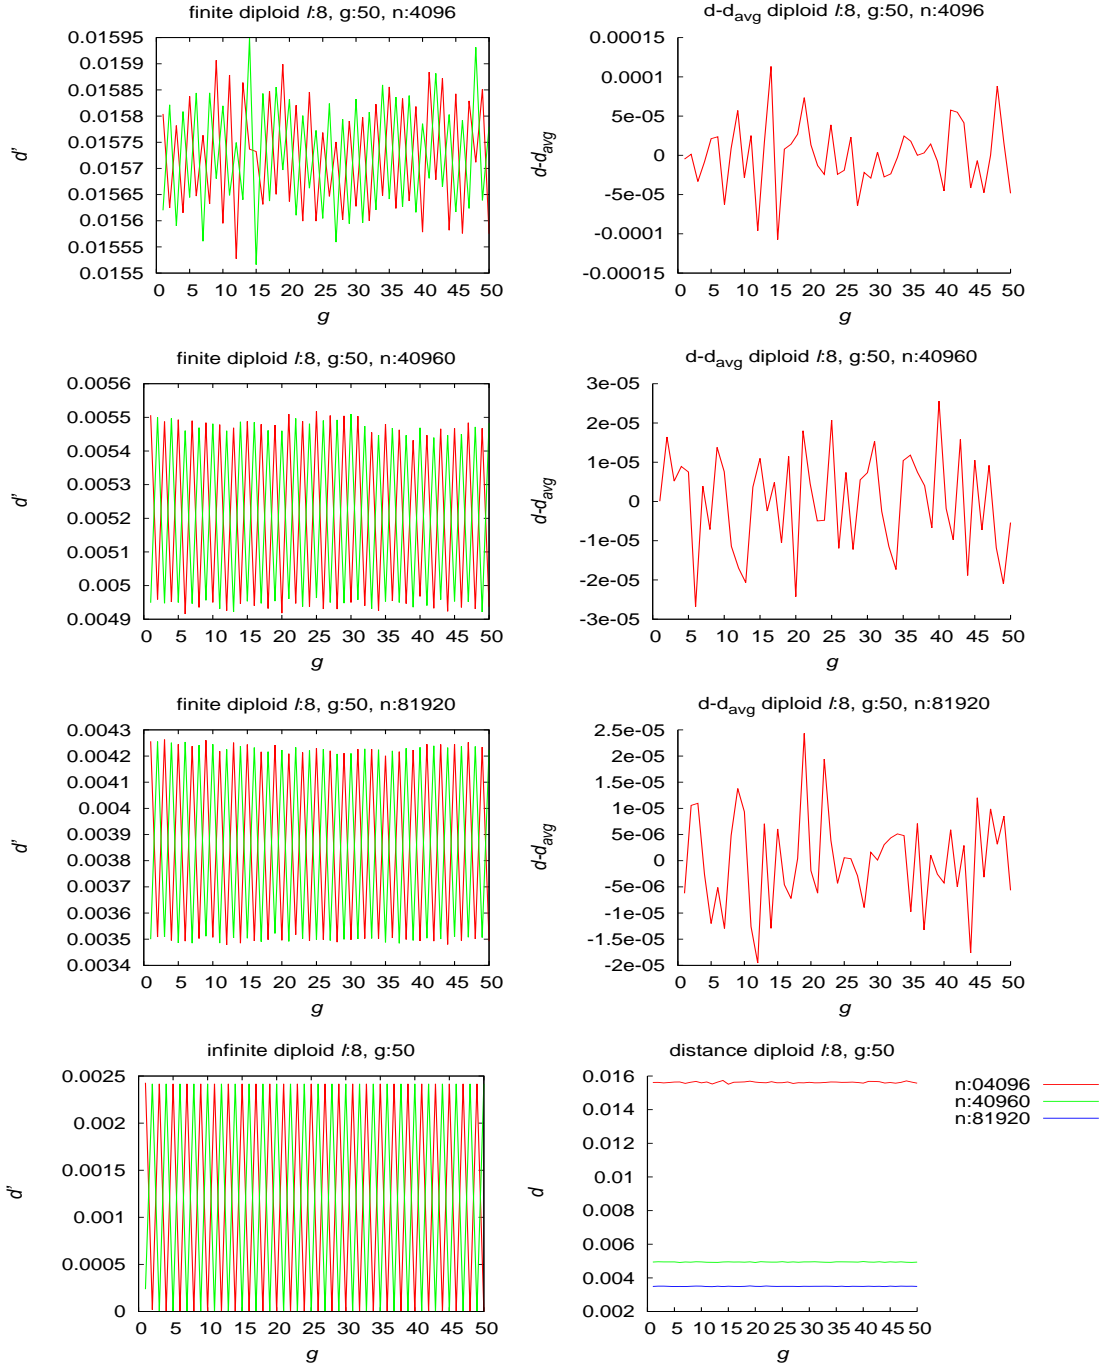 finite diploid l:8, g:50, n:4096
d'
0.01595
0.0159
0.01585
0.0158
0.01575
0.0157
0.01565
0.0156
0.01555
0.0155
0 5 10 15 20 25 30 35 40 45 50
g
d-davg diploid l:8, g:50, n:4096
d-davg
0.00015
0.0001
5e-05
0
-5e-05
-0.0001
-0.00015
0 5 10 15 20 25 30 35 40 45 50
g
finite diploid l:8, g:50, n:40960
d'
0.0056
0.0055
0.0054
0.0053
0.0052
0.0051
0.005
0.0049
0 5 10 15 20 25 30 35 40 45 50
g
d-davg diploid l:8, g:50, n:40960
d-davg
3e-05
2e-05
1e-05
0
-1e-05
-2e-05
-3e-05
0 5 10 15 20 25 30 35 40 45 50
g
finite diploid l:8, g:50, n:81920
d'
0.0043
0.0042
0.0041
0.004
0.0039
0.0038
0.0037
0.0036
0.0035
0.0034
0 5 10 15 20 25 30 35 40 45 50
g
d-davg diploid l:8, g:50, n:81920
d-davg
2.5e-05
2e-05
1.5e-05
1e-05
5e-06
0
-5e-06
-1e-05
-1.5e-05
-2e-05
0 5 10 15 20 25 30 35 40 45 50
g
infinite diploid l:8, g:50
d'
0.0025
0.002
0.0015
0.001
0.0005
0
0 5 10 15 20 25 30 35 40 45 50
g
distance diploid l:8, g:50
d
0.016
0.014
0.012
0.01
0.008
0.006
0.004
0.002
0 5 10 15 20 25 30 35 40 45 50
g
n:04096
n:40960
n:81920